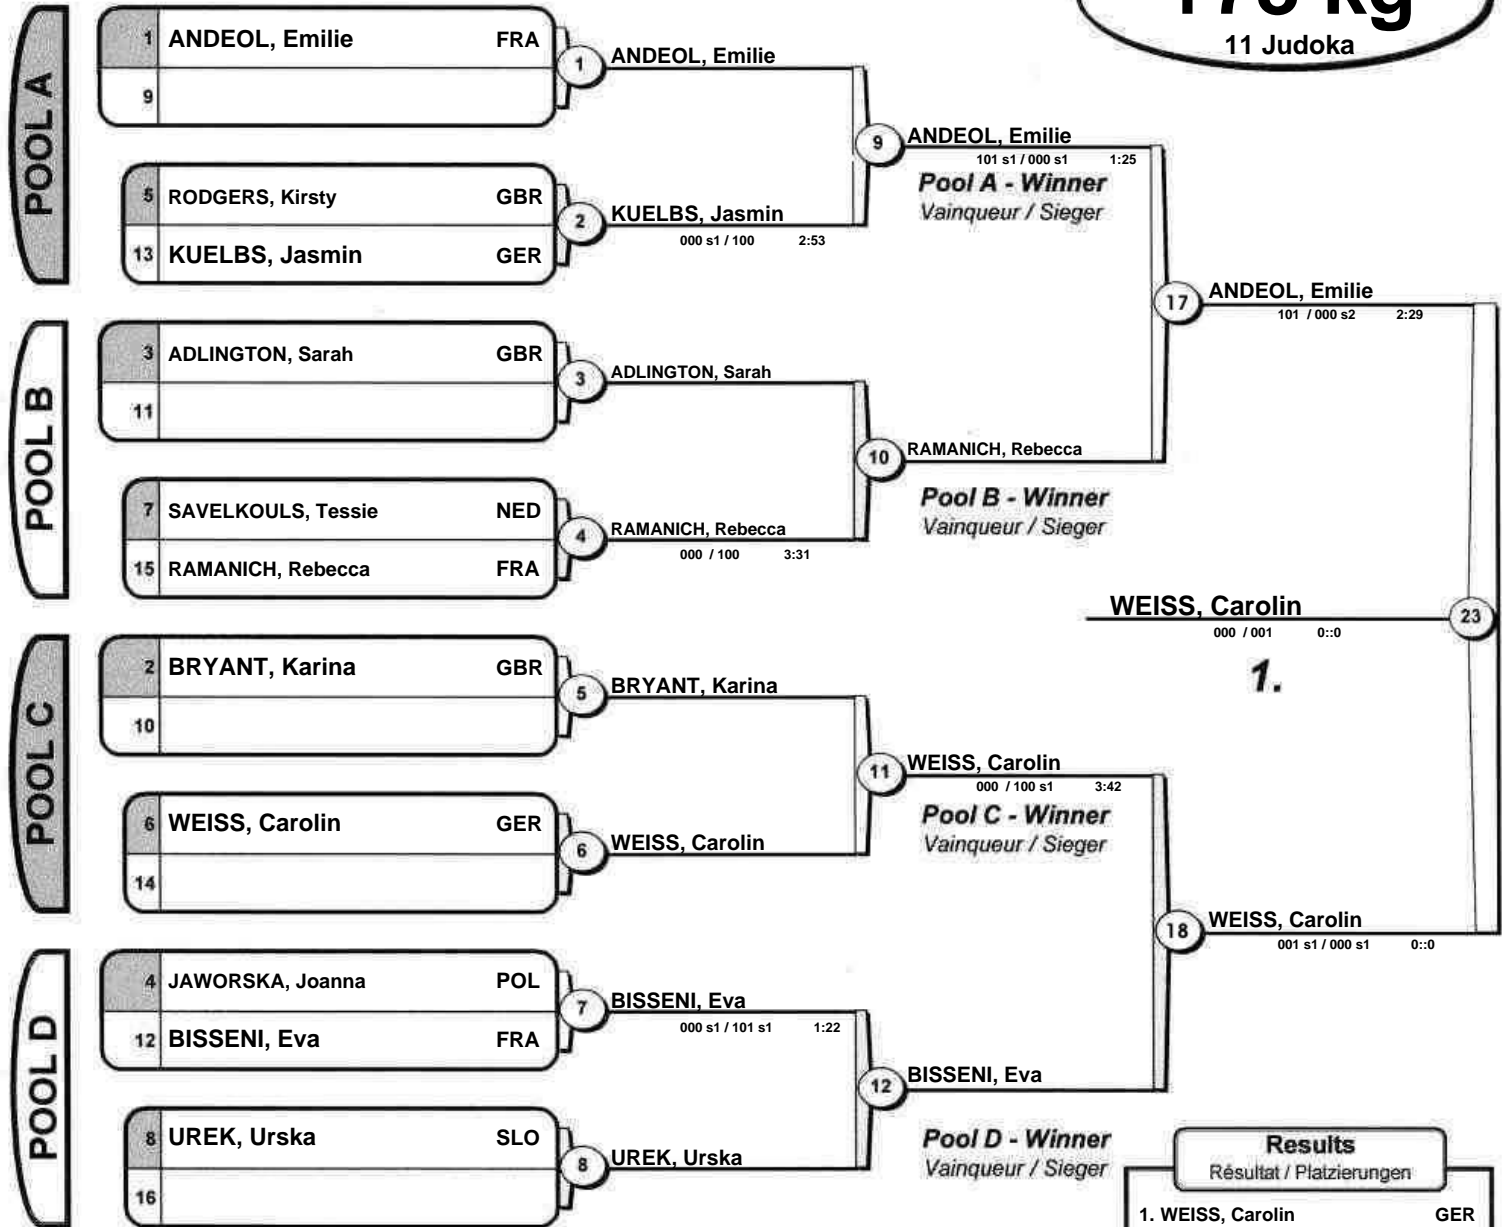 kg
11 Judoka
POOL A
1 ANDEOL, Emilie FRA
9
1 ANDEOL, Emilie
5 RODGERS, Kirsty GBR
13 KUELBS, Jasmin GER
2 KUELBS, Jasmin
000 s1 / 100 2:53
9 ANDEOL, Emilie
101 s1 / 000 s1 1:25
Pool A - Winner
Vainqueur / Sieger
POOL B
3 ADLINGTON, Sarah GBR
11
3 ADLINGTON, Sarah
7 SAVELKOULS, Tessie NED
15 RAMANICH, Rebecca FRA
4 RAMANICH, Rebecca
000 / 100 3:31
10 RAMANICH, Rebecca
Pool B - Winner
Vainqueur / Sieger
17 ANDEOL, Emilie
101 / 000 s2 2:29
WEISS, Carolin 23
000 / 001 0::0
1.
POOL C
2 BRYANT, Karina GBR
10
5 BRYANT, Karina
6 WEISS, Carolin GER
14
6 WEISS, Carolin
11 WEISS, Carolin
000 / 100 s1 3:42
Pool C - Winner
Vainqueur / Sieger
18 WEISS, Carolin
001 s1 / 000 s1 0::0
POOL D
4 JAWORSKA, Joanna POL
12 BISSENI, Eva FRA
7 BISSENI, Eva
000 s1 / 101 s1 1:22
8 UREK, Urska SLO
16
8 UREK, Urska
12 BISSENI, Eva
Pool D - Winner
Vainqueur / Sieger
Results
Résultat / Platzierungen
1. WEISS, Carolin GER